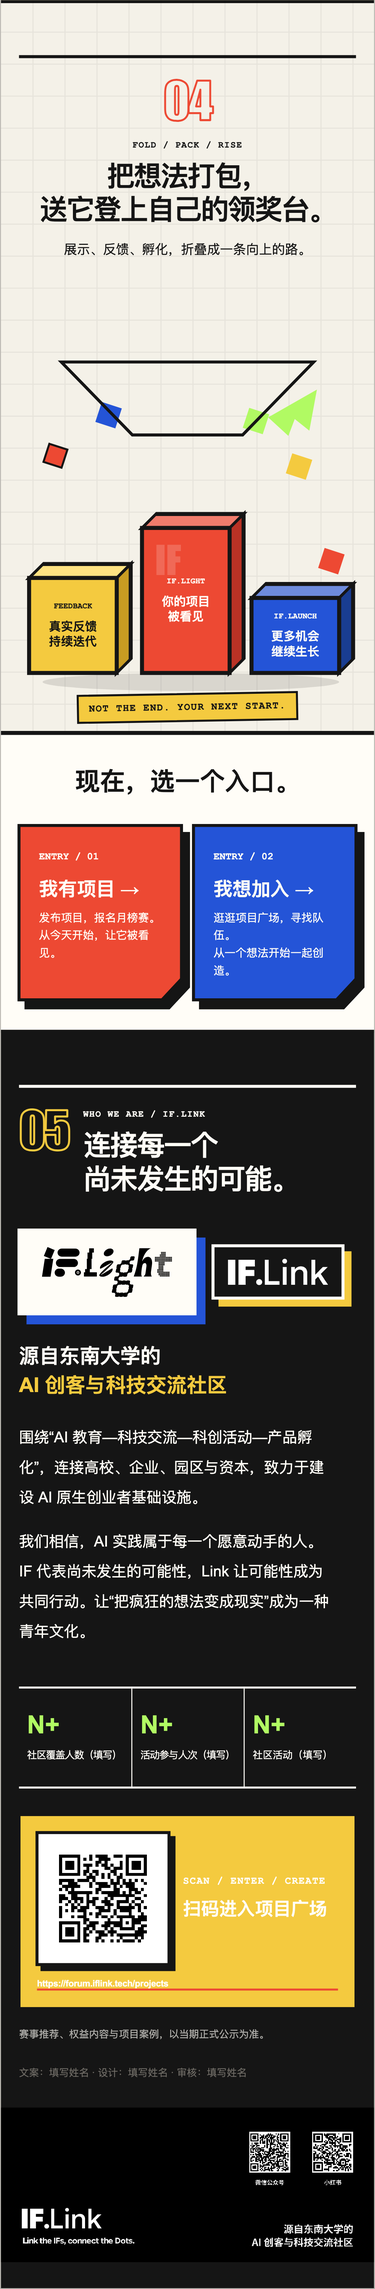 04
FOLD / PACK / RISE
把想法打包，
送它登上自己的领奖台。
展示、反馈、孵化，折叠成一条向上的路。
IF
IF.LIGHT
你的项目
被看见
FEEDBACK
真实反馈
持续迭代
IF.LAUNCH
更多机会
继续生长
NOT THE END. YOUR NEXT START.
现在，选一个入口。
ENTRY / 01
我有项目 →
发布项目，报名月榜赛。
从今天开始，让它被看
见。
ENTRY / 02
我想加入 →
逛逛项目广场，寻找队
伍。
从一个想法开始一起创
造。
05
WHO WE ARE / IF.LINK
连接每一个
尚未发生的可能。
IF.Light
IF.Link
源自东南大学的
AI 创客与科技交流社区
围绕“AI 教育—科技交流—科创活动—产品孵
化”，连接高校、企业、园区与资本，致力于建
设 AI 原生创业者基础设施。
我们相信，AI 实践属于每一个愿意动手的人。
IF 代表尚未发生的可能性，Link 让可能性成为
共同行动。让“把疯狂的想法变成现实”成为一种
青年文化。
N+
社区覆盖人数（填写）
N+
活动参与人次（填写）
N+
社区活动（填写）
SCAN / ENTER / CREATE
扫码进入项目广场
https://forum.iflink.tech/projects
赛事推荐、权益内容与项目案例，以当期正式公示为准。
文案：填写姓名 · 设计：填写姓名 · 审核：填写姓名
微信公众号
小红书
IF.Link
Link the IFs, connect the Dots.
源自东南大学的
AI 创客与科技交流社区